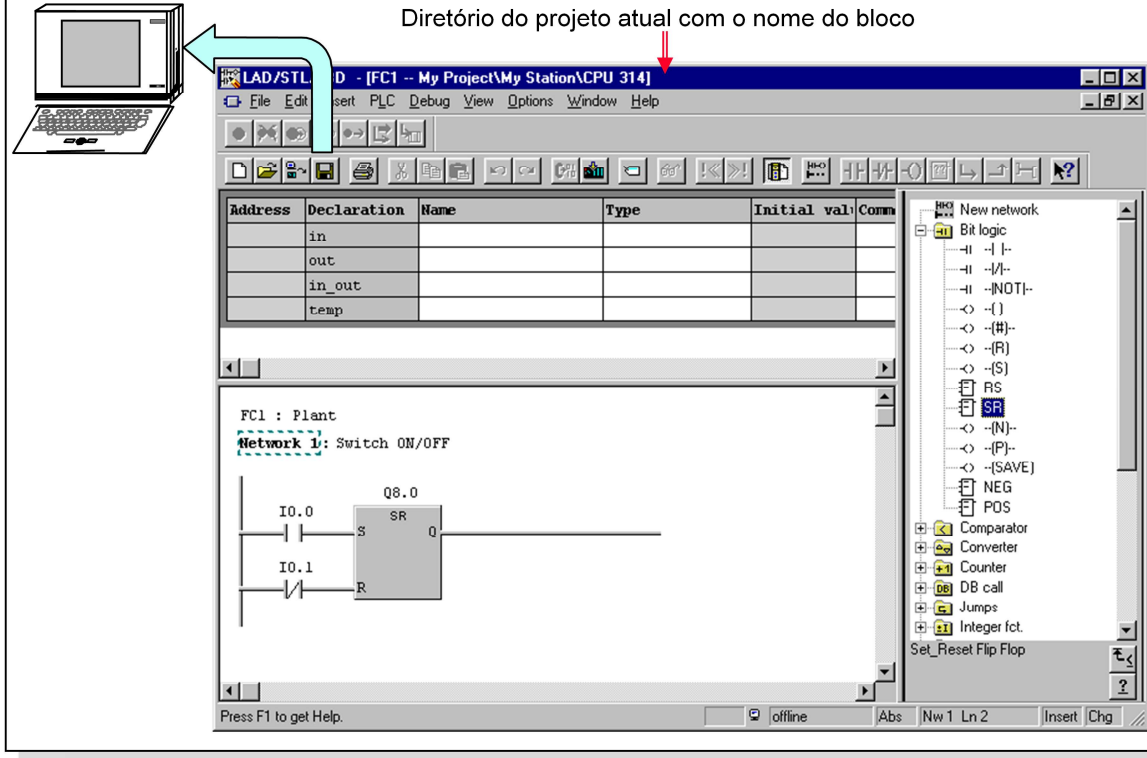 Diretório do projeto atual com o nome do bloco
LAD/STL D - [FC1 -- My Project\My Station\CPU 314]
File Edit nsert PLC Debug View Options Window Help
Address Declaration Name Type Initial val Comm
in
out
in_out
temp
FC1 : Plant
Network 1: Switch ON/OFF
Q8.0
I0.0 SR
S Q
I0.1
R
New network
Bit logic
--| |--
--|/|--
--|NOT|--
--( )
--(#)--
--(R)
--(S)
RS
SR
--(N)--
--(P)--
--(SAVE)
NEG
POS
Comparator
Converter
Counter
DB call
Jumps
Integer fct.
Set_Reset Flip Flop
Press F1 to get Help. offline Abs Nw 1 Ln 2 Insert Chg